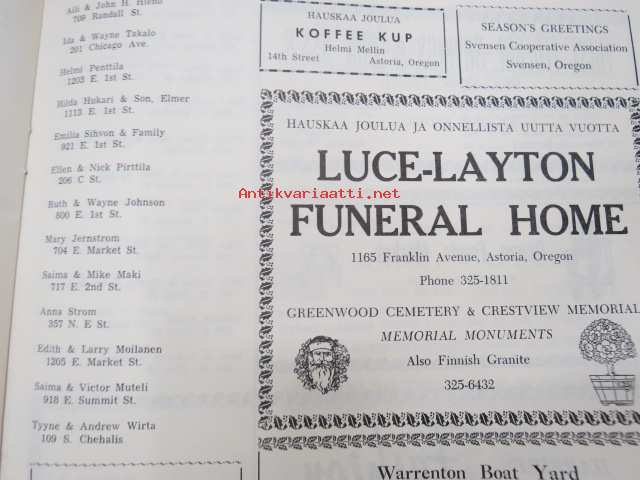 Aili & John H.
709 Randall St.
Ida & Wayne Takalo
201 Chicago Ave.
Helmi Penttila
1203 E. 1st St.
Hilda Hukari & Son, Elmer
1113 E. 1st St.
Emilia Sihvon & Family
921 E. 1st St.
Ellen & Nick Pirttila
206 C St.
Ruth & Wayne Johnson
800 E. 1st St.
Mary Jernstrom
704 E. Market St.
Saima & Mike Maki
717 E. 2nd St.
Anna Strom
357 N. E St.
Edith & Larry Moilanen
1205 E. Market St.
Saima & Victor Muteli
918 E. Summit St.
Tyyne & Andrew Wirta
109 S. Chehalis
HAUSKAA JOULUA
KOFFEE KUP
Helmi Mellin
14th Street Astoria, Oregon
SEASON'S GREETINGS
Svensen Cooperative Association
Svensen, Oregon
HAUSKAA JOULUA JA ONNELLISTA UUTTA VUOTTA
LUCE-LAYTON
Antikvariaatti.net
FUNERAL HOME
1165 Franklin Avenue, Astoria, Oregon
Phone 325-1811
GREENWOOD CEMETERY & CRESTVIEW MEMORIAL
MEMORIAL MONUMENTS
Also Finnish Granite
325-6432
Warrenton Boat Yard